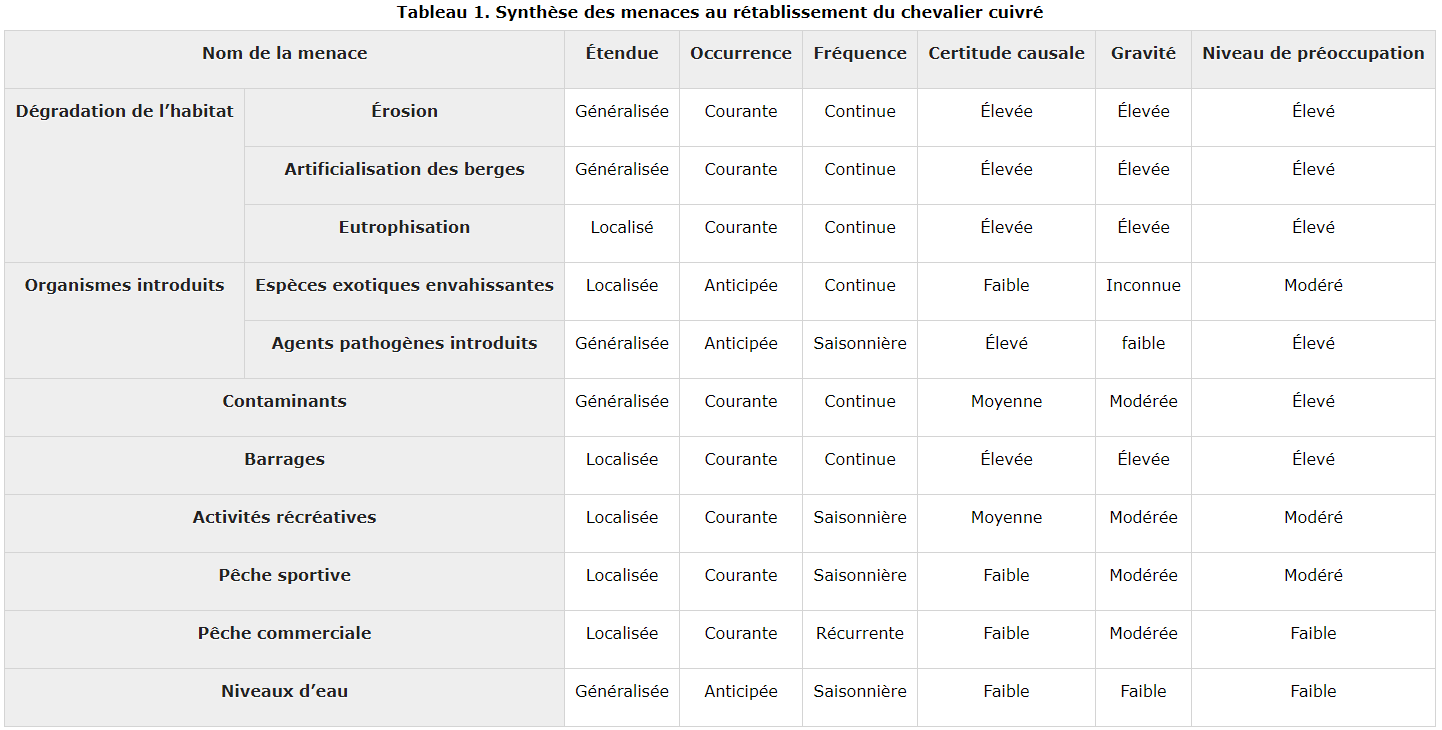 Tableau 1. Synthèse des menaces au rétablissement du chevalier cuivré
Nom de la menace Étendue Occurrence Fréquence Certitude causale Gravité Niveau de préoccupation
Dégradation de l’habitat Érosion Généralisée Courante Continue Élevée Élevée Élevé
Artificialisation des berges Généralisée Courante Continue Élevée Élevée Élevé
Eutrophisation Localisé Courante Continue Élevée Élevée Élevé
Organismes introduits Espèces exotiques envahissantes Localisée Anticipée Continue Faible Inconnue Modéré
Agents pathogènes introduits Généralisée Anticipée Saisonnière Élevé faible Élevé
Contaminants Généralisée Courante Continue Moyenne Modérée Élevé
Barrages Localisée Courante Continue Élevée Élevée Élevé
Activités récréatives Localisée Courante Saisonnière Moyenne Modérée Modéré
Pêche sportive Localisée Courante Saisonnière Faible Modérée Modéré
Pêche commerciale Localisée Courante Récurrente Faible Modérée Faible
Niveaux d’eau Généralisée Anticipée Saisonnière Faible Faible Faible